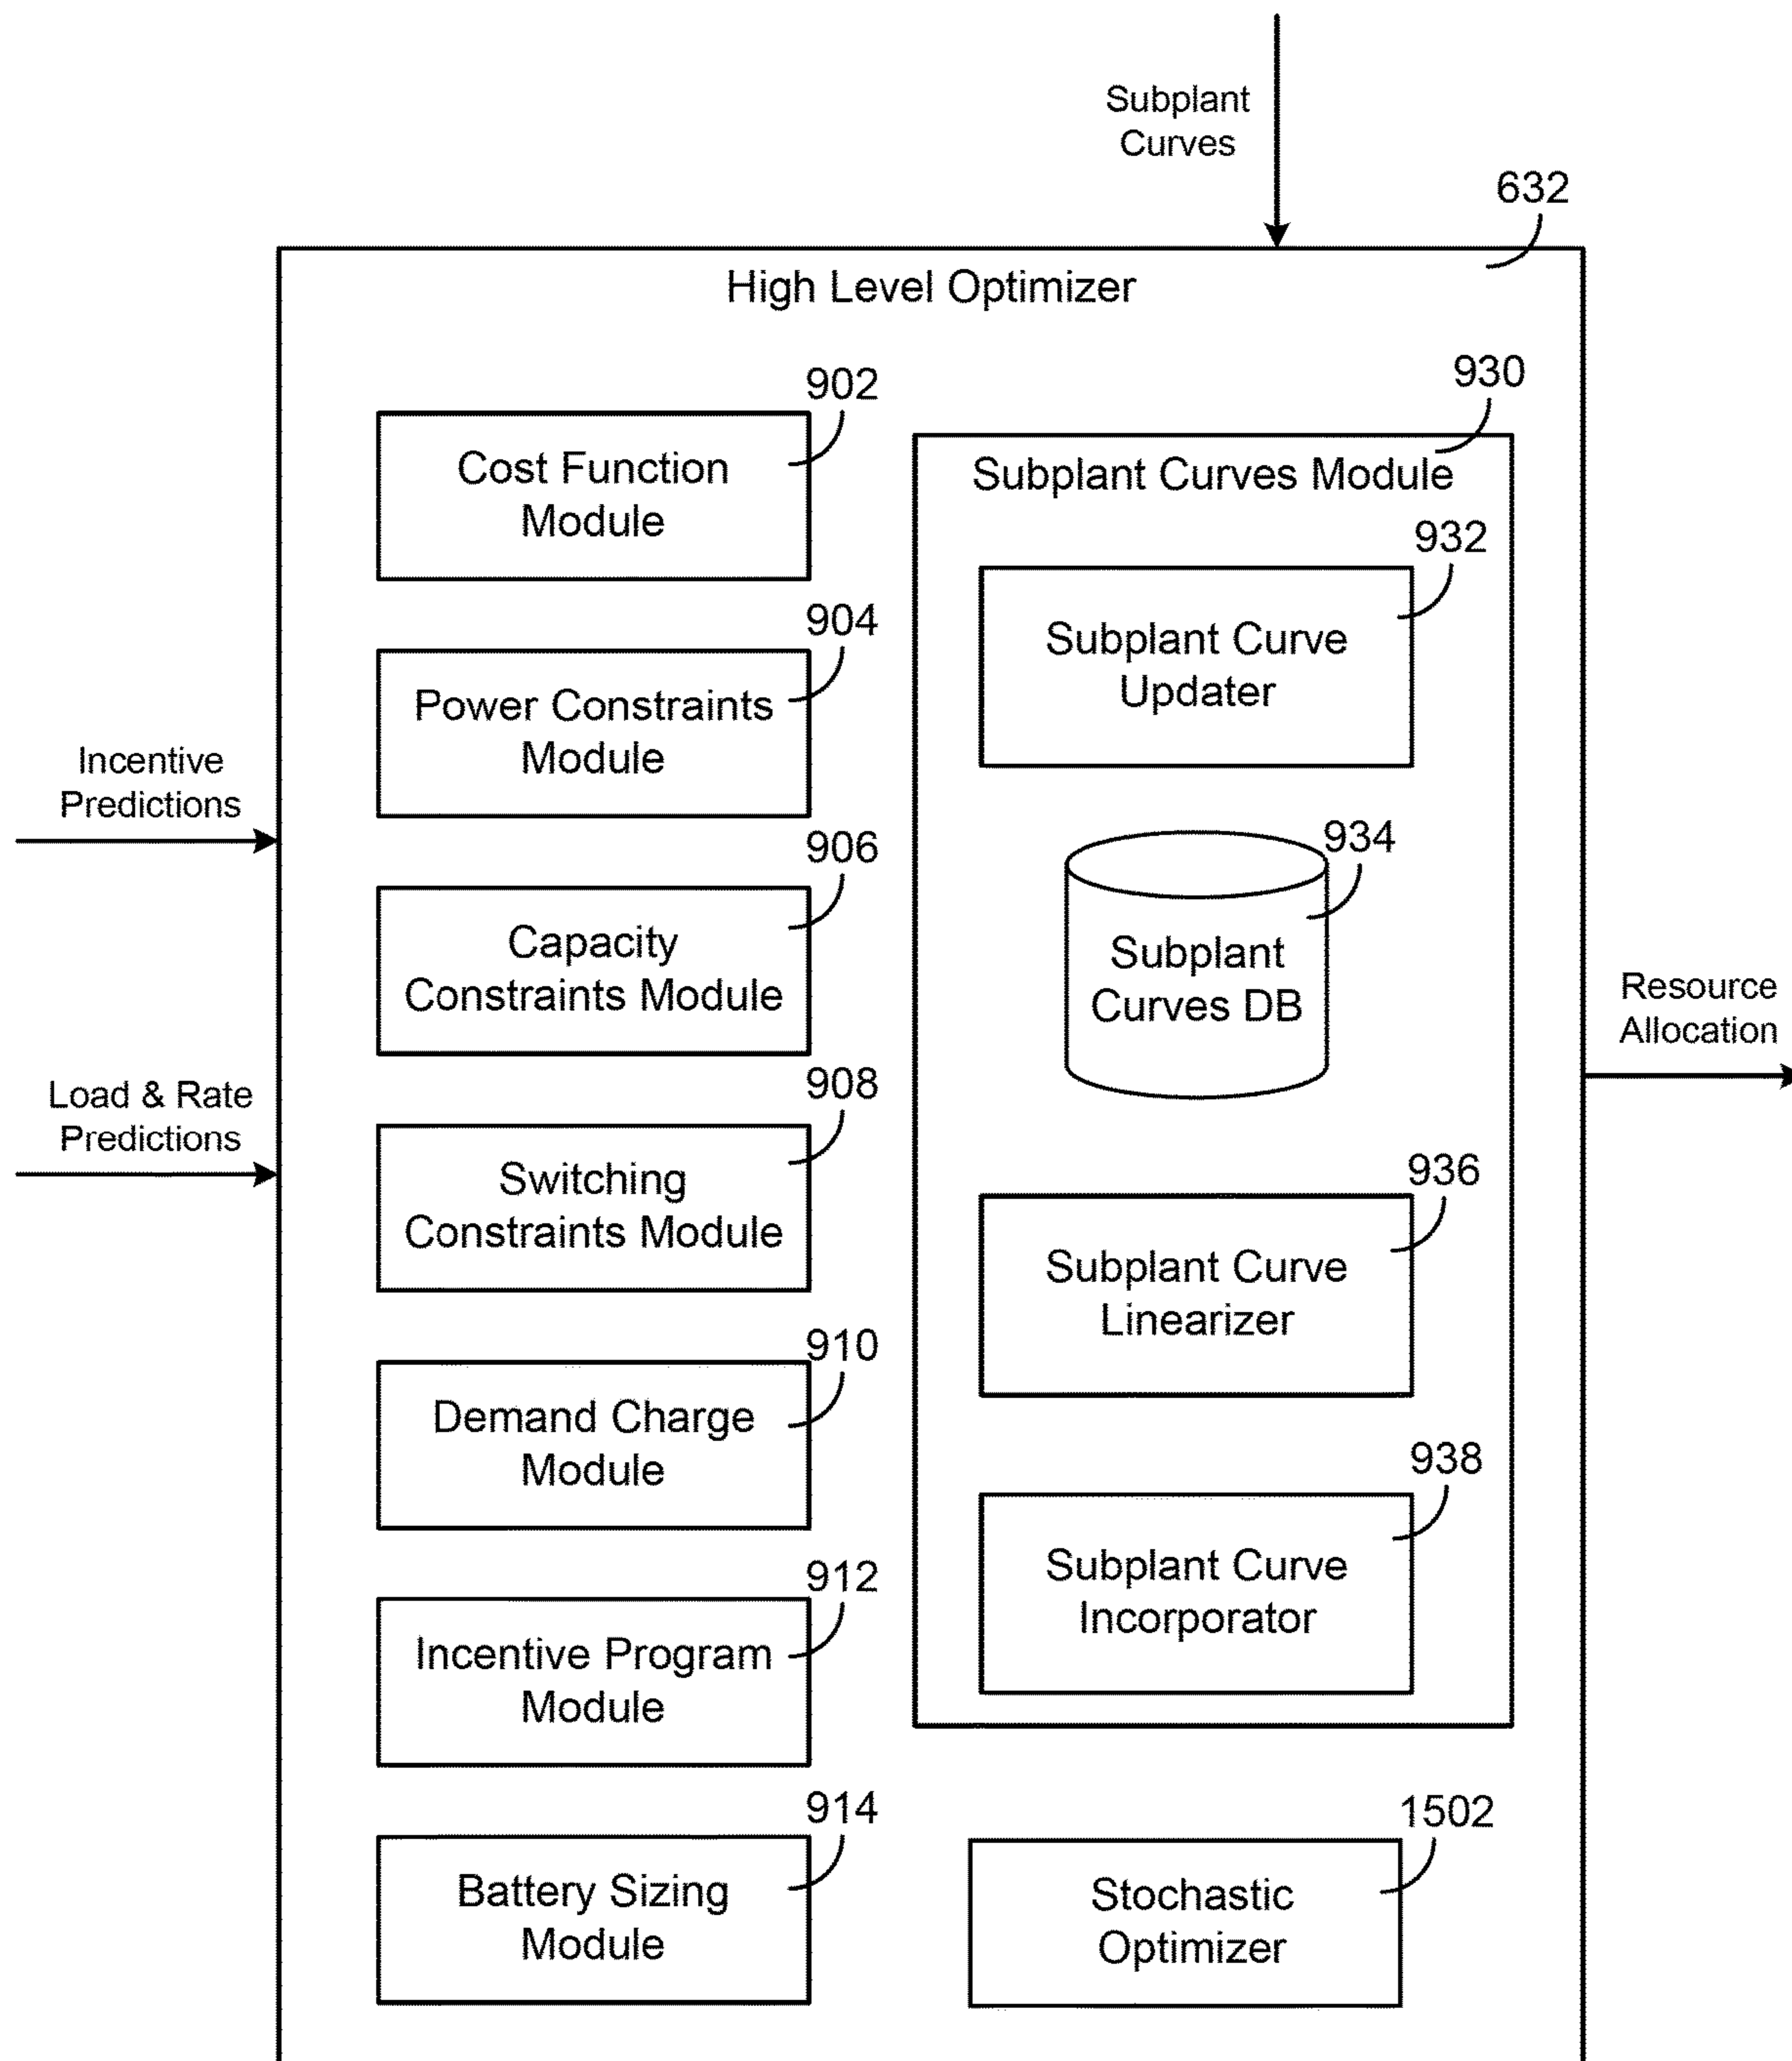 Subplant
Curves
632
High Level Optimizer
902
Cost Function
Module
904
Power Constraints
Module
906
Capacity
Constraints Module
908
Switching
Constraints Module
910
Demand Charge
Module
912
Incentive Program
Module
914
Battery Sizing
Module
930
Subplant Curves Module
932
Subplant Curve
Updater
934
Subplant
Curves DB
936
Subplant Curve
Linearizer
938
Subplant Curve
Incorporator
1502
Stochastic
Optimizer
Incentive
Predictions
Load & Rate
Predictions
Resource
Allocation